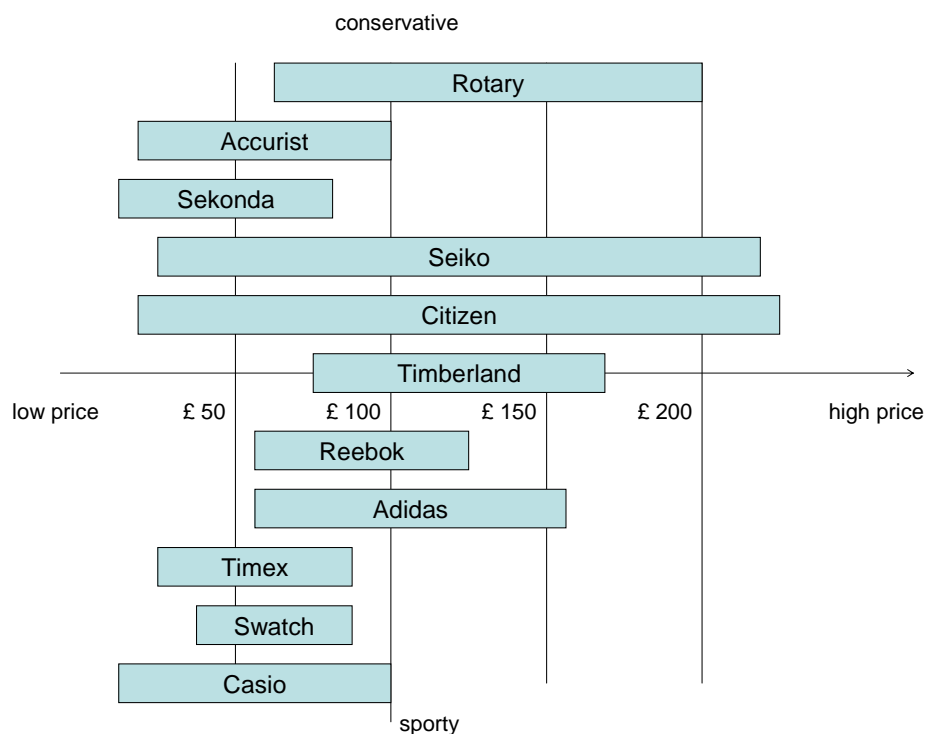 conservative
Rotary
Accurist
Sekonda
Seiko
Citizen
Timberland
low price £ 50 £ 100 £ 150 £ 200 high price
Reebok
Adidas
Timex
Swatch
Casio
sporty